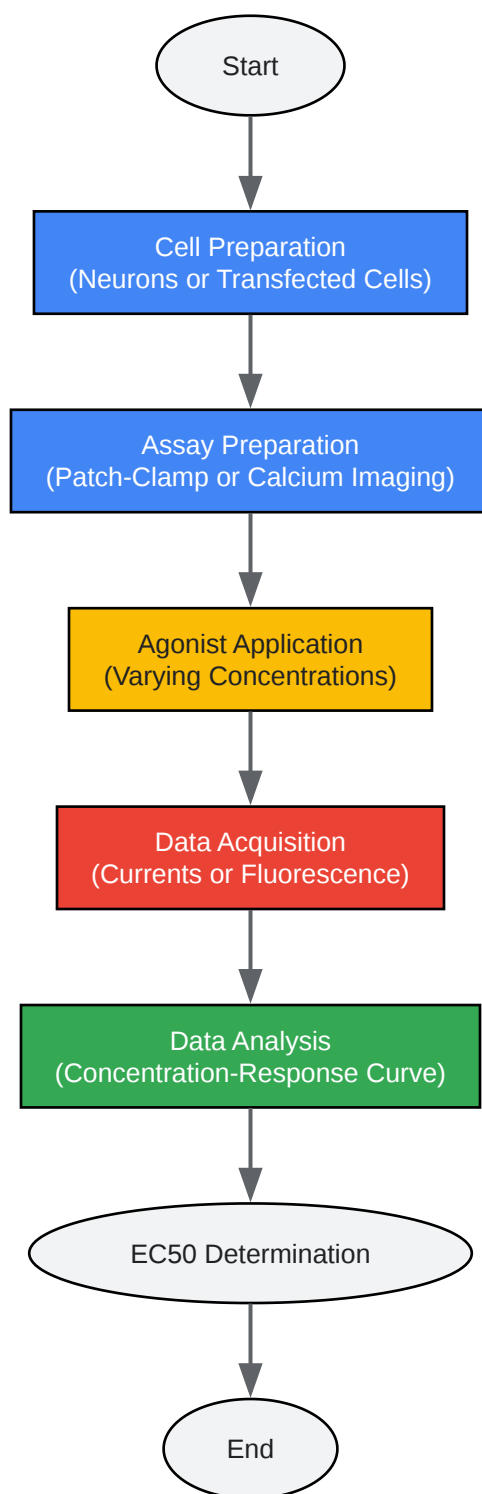 Start
Cell Preparation
(Neurons or Transfected Cells)
Assay Preparation
(Patch-Clamp or Calcium Imaging)
Agonist Application
(Varying Concentrations)
Data Acquisition
(Currents or Fluorescence)
Data Analysis
(Concentration-Response Curve)
EC50 Determination
End